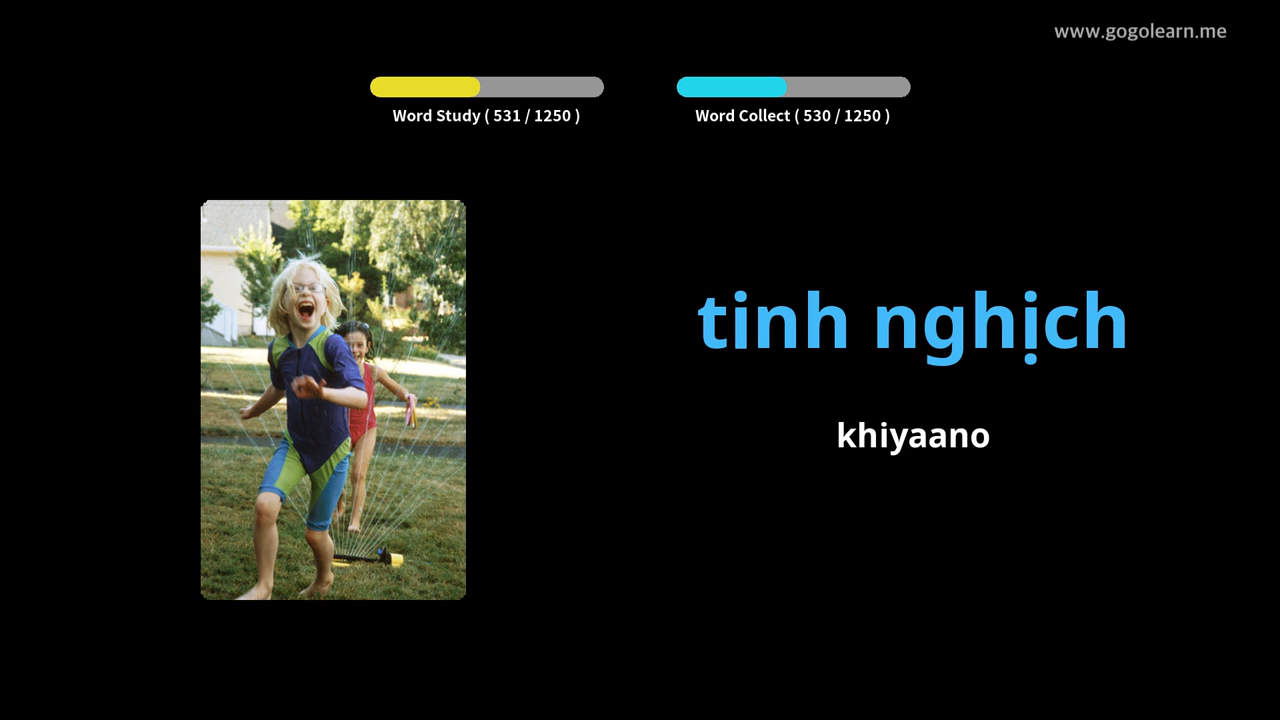 www.gogolearn.me
Word Study ( 531 / 1250 )
Word Collect ( 530 / 1250 )
tinh nghịch
khiyaano